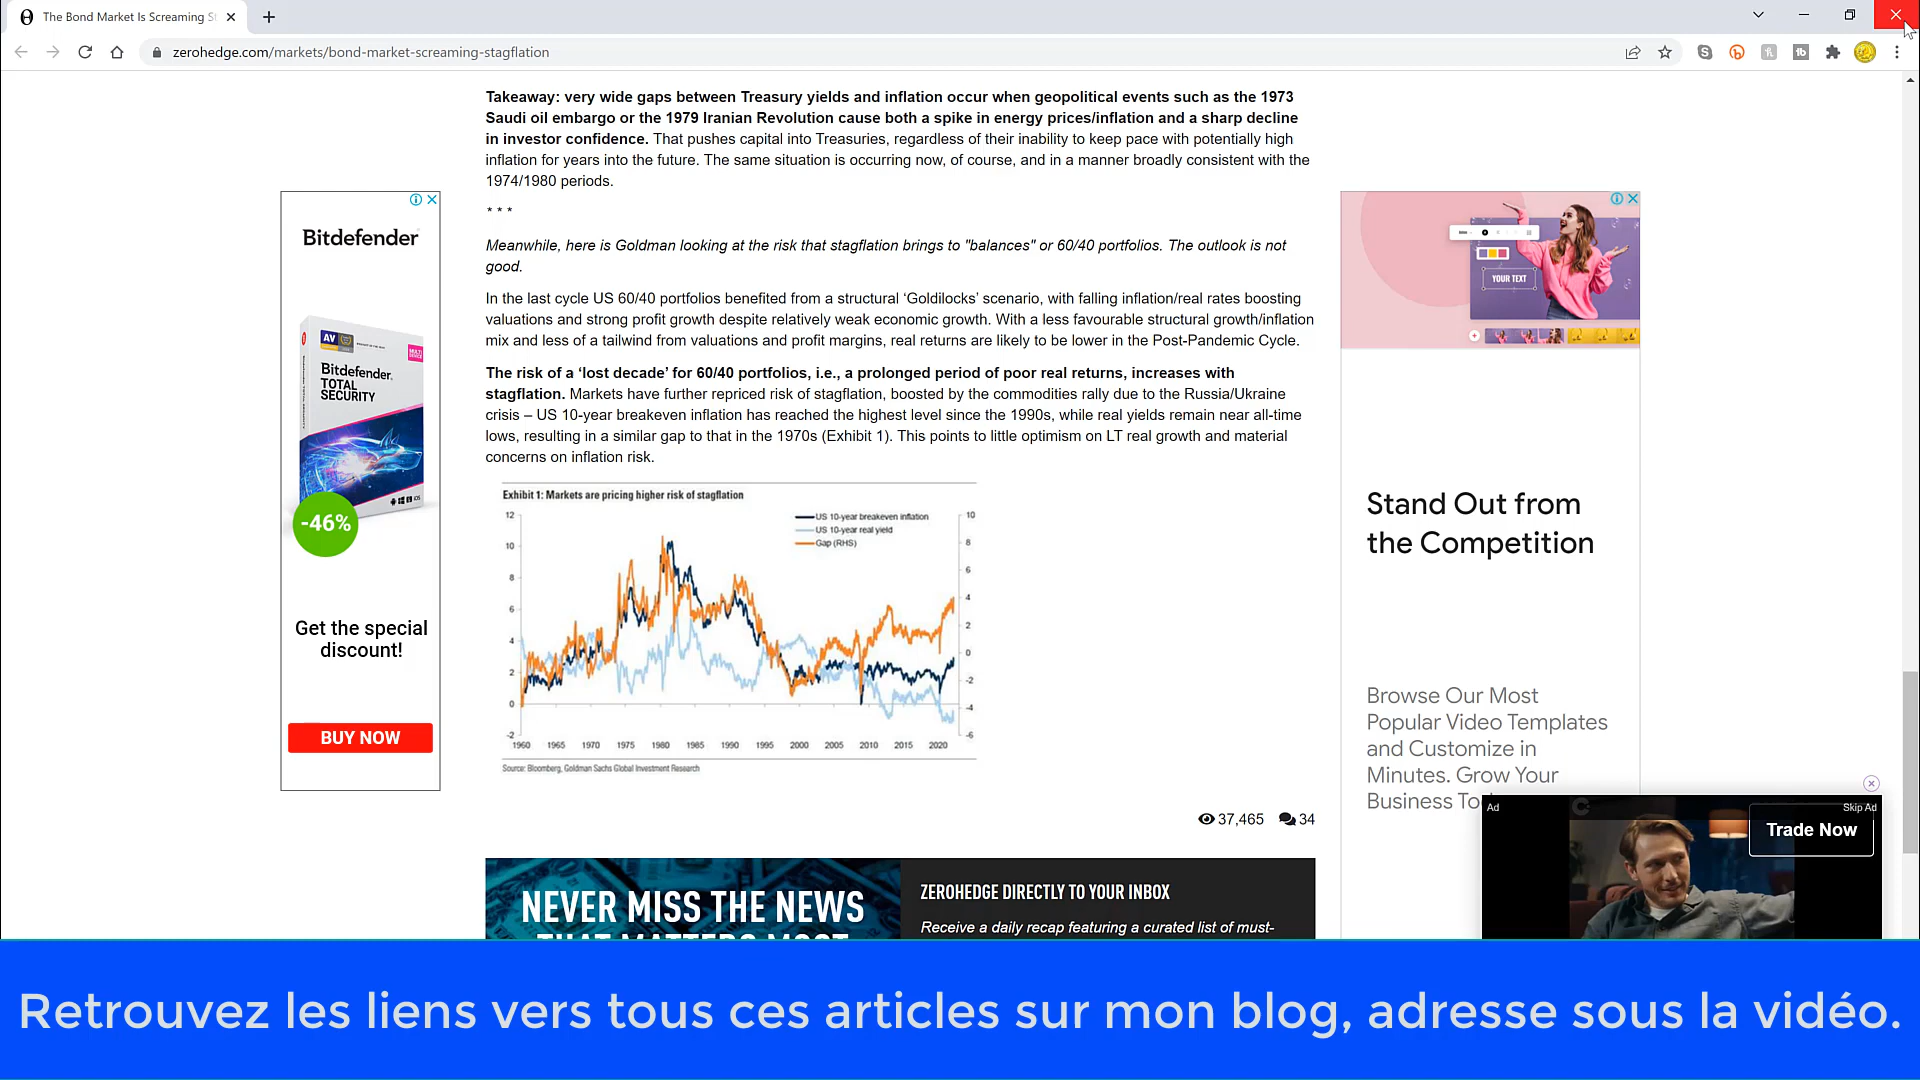 The Bond Market Is Screaming S
zerohedge.com/markets/bond-market-screaming-stagflation
Takeaway: very wide gaps between Treasury yields and inflation occur when geopolitical events such as the 1973
Saudi oil embargo or the 1979 Iranian Revolution cause both a spike in energy prices/inflation and a sharp decline
in investor confidence. That pushes capital into Treasuries, regardless of their inability to keep pace with potentially high
inflation for years into the future. The same situation is occurring now, of course, and in a manner broadly consistent with the
1974/1980 periods.
* * *
Meanwhile, here is Goldman looking at the risk that stagflation brings to "balances" or 60/40 portfolios. The outlook is not
good.
In the last cycle US 60/40 portfolios benefited from a structural ‘Goldilocks’ scenario, with falling inflation/real rates boosting
valuations and strong profit growth despite relatively weak economic growth. With a less favourable structural growth/inflation
mix and less of a tailwind from valuations and profit margins, real returns are likely to be lower in the Post-Pandemic Cycle.
The risk of a ‘lost decade’ for 60/40 portfolios, i.e., a prolonged period of poor real returns, increases with
stagflation. Markets have further repriced risk of stagflation, boosted by the commodities rally due to the Russia/Ukraine
crisis – US 10-year breakeven inflation has reached the highest level since the 1990s, while real yields remain near all-time
lows, resulting in a similar gap to that in the 1970s (Exhibit 1). This points to little optimism on LT real growth and material
concerns on inflation risk.
Exhibit 1: Markets are pricing higher risk of stagflation
US 10-year breakeven inflation
US 10-year real yield
Gap (RHS)
12
10
8
6
4
2
0
-2
10
8
6
4
2
0
-2
-4
-6
1960 1965 1970 1975 1980 1985 1990 1995 2000 2005 2010 2015 2020
Source: Bloomberg, Goldman Sachs Global Investment Research
37,465 34
NEVER MISS THE NEWS
THAT MATTERS MOST
ZEROHEDGE DIRECTLY TO YOUR INBOX
Receive a daily recap featuring a curated list of must-
Bitdefender
AV
Bitdefender
TOTAL
SECURITY
iOS
-46%
Get the special
discount!
BUY NOW
YOUR TEXT
Stand Out from
the Competition
Browse Our Most
Popular Video Templates
and Customize in
Minutes. Grow Your
Business To
Ad
Skip Ad
Trade Now
Retrouvez les liens vers tous ces articles sur mon blog, adresse sous la vidéo.